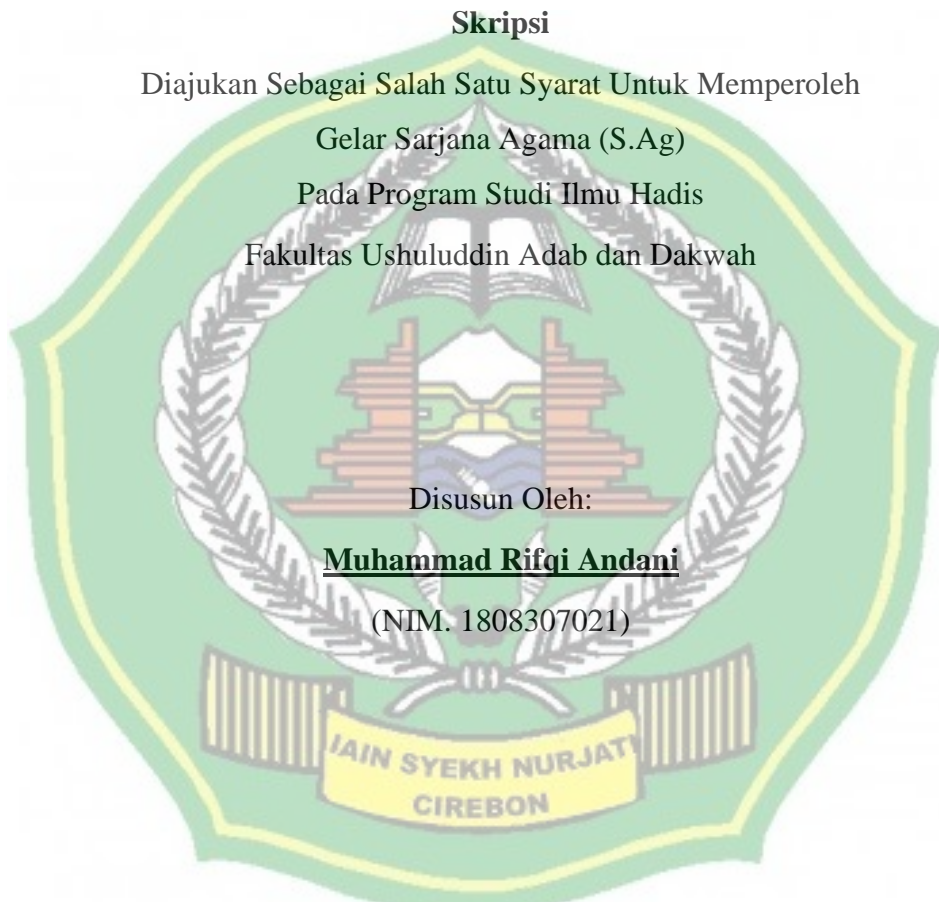 Skripsi
Diajukan Sebagai Salah Satu Syarat Untuk Memperoleh
Gelar Sarjana Agama (S.Ag)
Pada Program Studi Ilmu Hadis
Fakultas Ushuluddin Adab dan Dakwah
Disusun Oleh:
Muhammad Rifqi Andani
(NIM. 1808307021)
IAIN SYEKH NURJATI
CIREBON